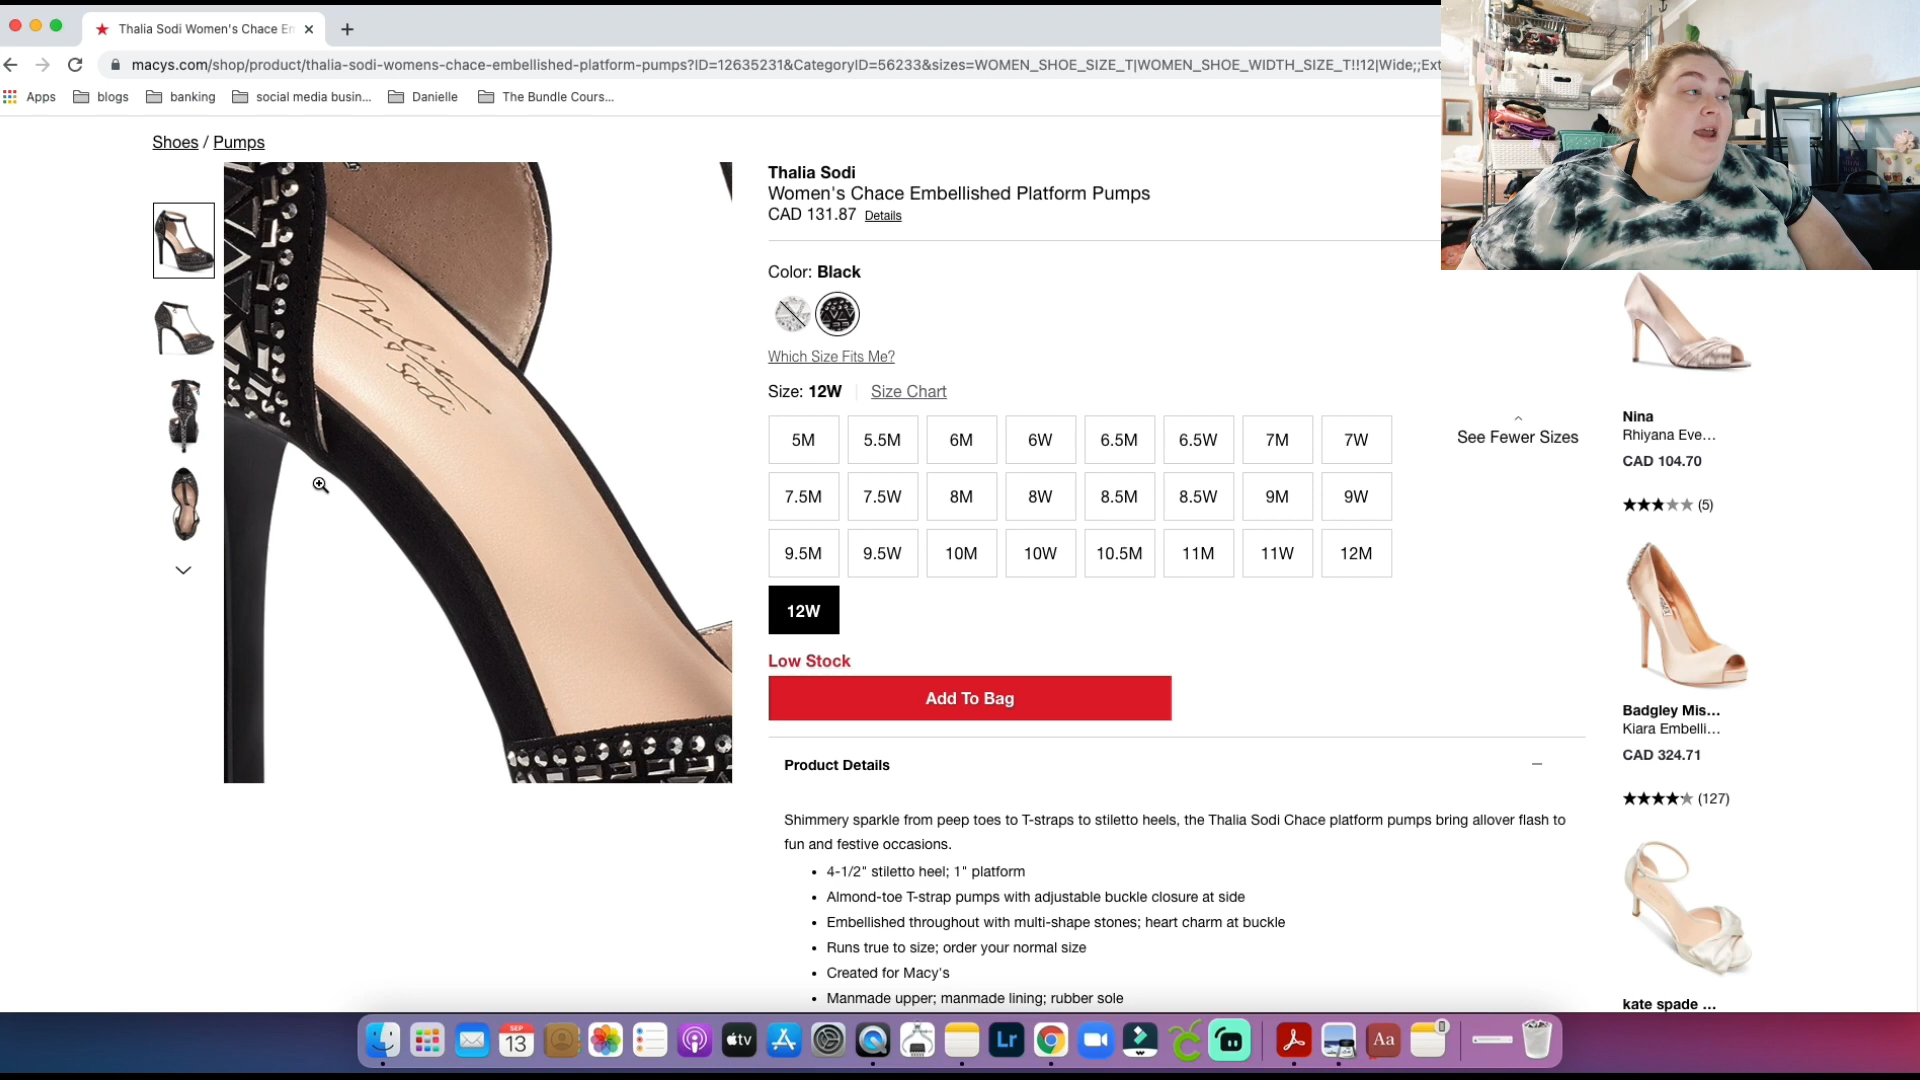 Thalia Sodi Women's Chace En
macys.com/shop/product/thalia-sodi-womens-chace-embellished-platform-pumps?ID=12635231&CategoryID=56233&sizes=WOMEN_SHOE_SIZE_T|WOMEN_SHOE_WIDTH_SIZE_T!!12|Wide;;Ext
Apps blogs banking social media busin... Danielle The Bundle Cours...
Shoes / Pumps
Thalia Sodi
Thalia Sodi
Women's Chace Embellished Platform Pumps
CAD 131.87 Details
Color: Black
Which Size Fits Me?
Size: 12W Size Chart
5M 5.5M 6M 6W 6.5M 6.5W 7M 7W
7.5M 7.5W 8M 8W 8.5M 8.5W 9M 9W
9.5M 9.5W 10M 10W 10.5M 11M 11W 12M
12W
See Fewer Sizes
Low Stock
Add To Bag
Product Details
Shimmery sparkle from peep toes to T-straps to stiletto heels, the Thalia Sodi Chace platform pumps bring allover flash to
fun and festive occasions.
• 4-1/2" stiletto heel; 1" platform
• Almond-toe T-strap pumps with adjustable buckle closure at side
• Embellished throughout with multi-shape stones; heart charm at buckle
• Runs true to size; order your normal size
• Created for Macy's
• Manmade upper; manmade lining; rubber sole
Nina
Rhiyana Eve...
CAD 104.70
(5)
Badgley Mis...
Kiara Embelli...
CAD 324.71
(127)
kate spade ...
SEP
13
tv
Lr
Aa